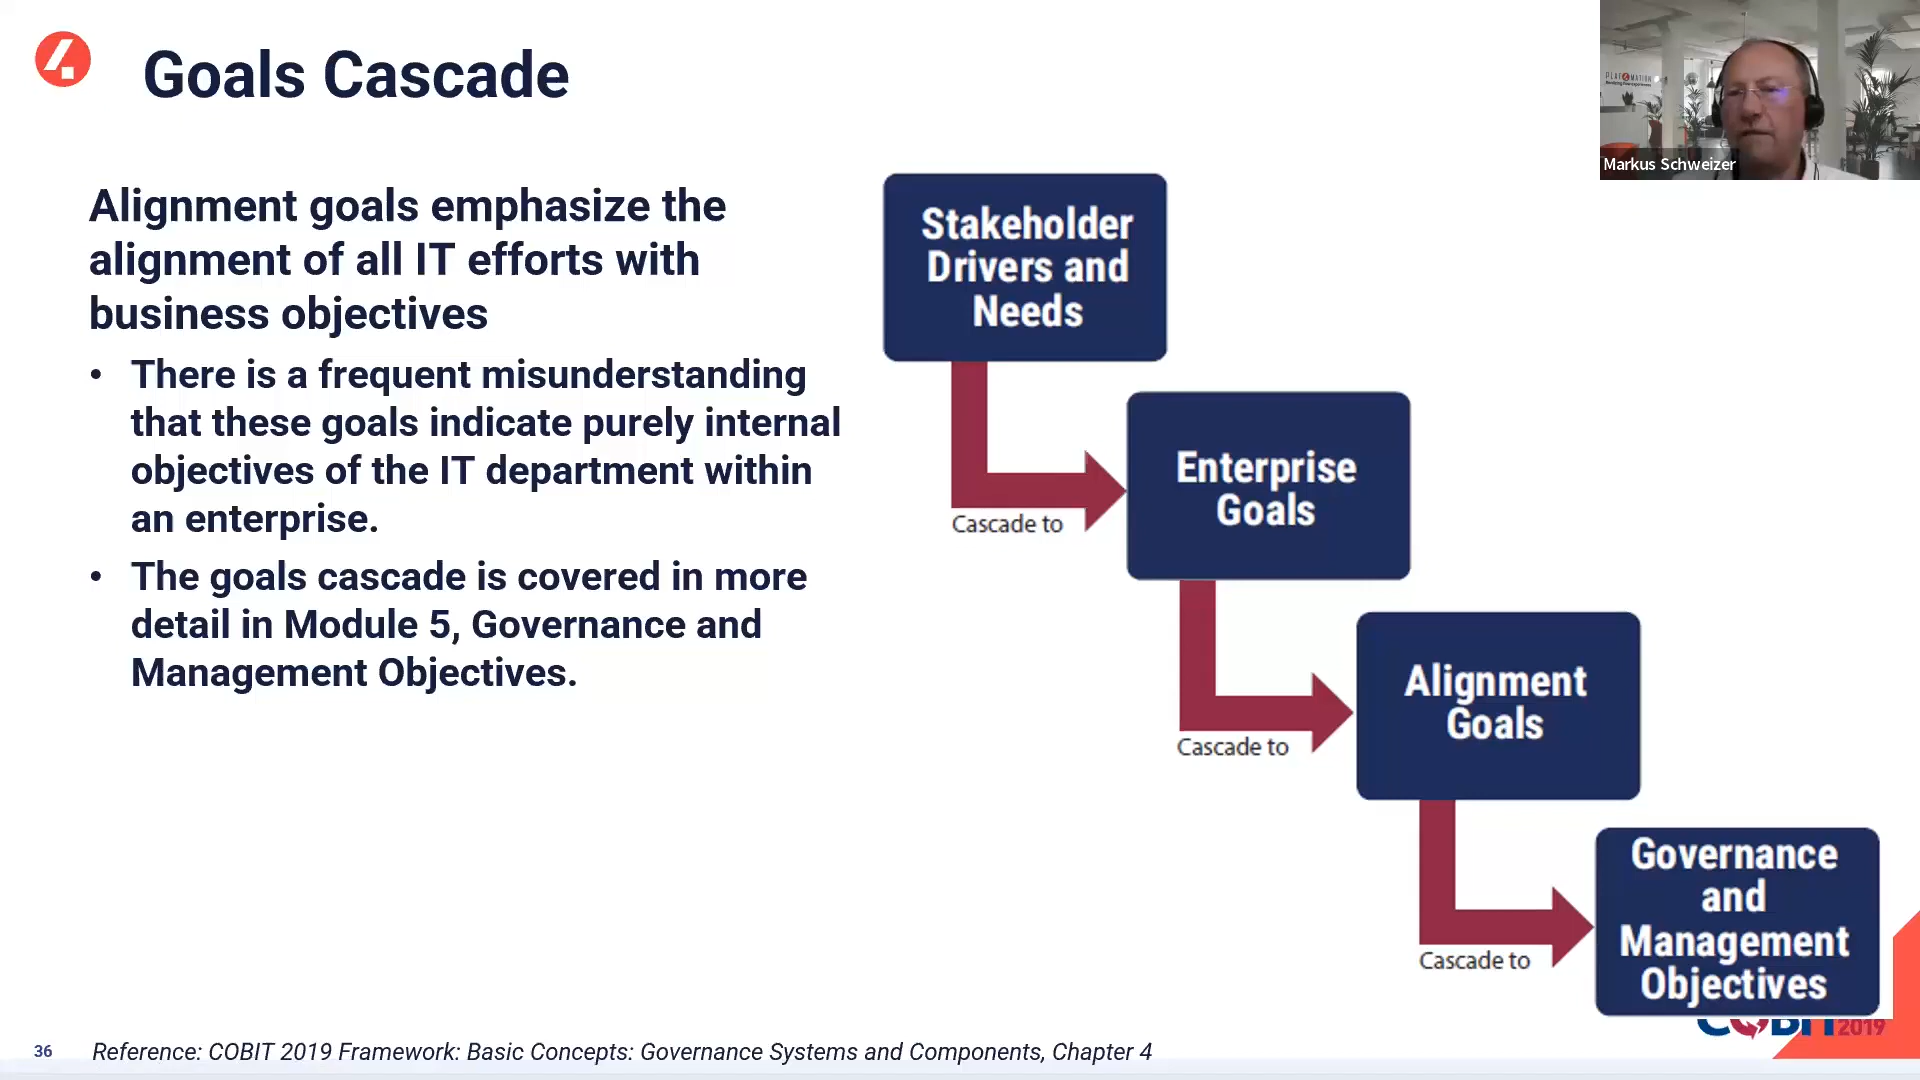 Goals Cascade
Alignment goals emphasize the
alignment of all IT efforts with
business objectives
• There is a frequent misunderstanding
that these goals indicate purely internal
objectives of the IT department within
an enterprise.
• The goals cascade is covered in more
detail in Module 5, Governance and
Management Objectives.
Stakeholder
Drivers and
Needs
Cascade to
Enterprise
Goals
Cascade to
Alignment
Goals
Cascade to
Governance
and
Management
Objectives
Markus Schweizer
COBIT 2019
36
Reference: COBIT 2019 Framework: Basic Concepts: Governance Systems and Components, Chapter 4